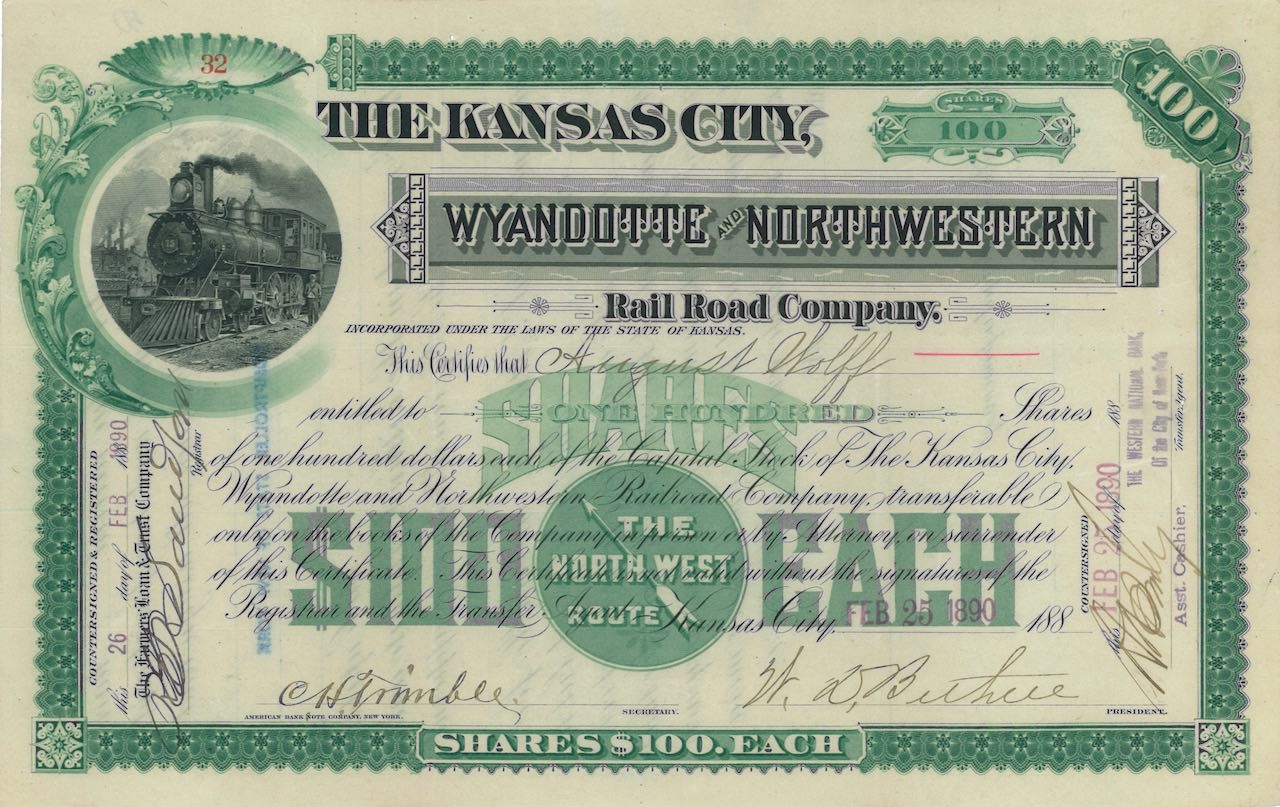 32
THE KANSAS CITY,
SHARES
100
100
WYANDOTTE AND NORTHWESTERN
Rail Road Company.
INCORPORATED UNDER THE LAWS OF THE STATE OF KANSAS.
This Certifies that August Wolff
SHARES
entitled to ONE HUNDRED Shares
of one hundred dollars each of the Capital Stock of The Kansas City,
Wyandotte and Northwestern Railroad Company, transferable
only on the books of the Company in person or by Attorney, on surrender
of this Certificate. This Certificate is not valid without the signatures of the
Registrar and the Transfer Agent. Kansas City, FEB 25 1890 188
$100 EACH
THE
NORTH WEST
ROUTE
C H Trimble.
SECRETARY.
W. D.
PRESIDENT.
AMERICAN BANK NOTE COMPANY, NEW YORK.
SHARES $100. EACH
COUNTERSIGNED & REGISTERED
this 26 day of FEB 1890
The Farmers Loan & Trust Company
Registrar
COUNTERSIGNED
this FEB 25 1890 day of 188
THE WESTERN NATIONAL BANK,
Of the City of New York
Transfer Agent.
Asst. Cashier.